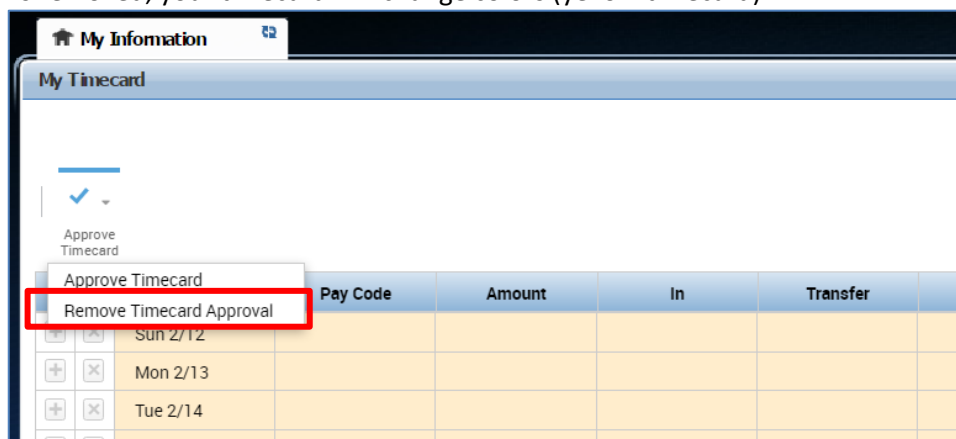 My Information
My Timecard
Approve
Timecard
Approve Timecard
Remove Timecard Approval
Pay Code Amount In Transfer
Sun 2/12
Mon 2/13
Tue 2/14